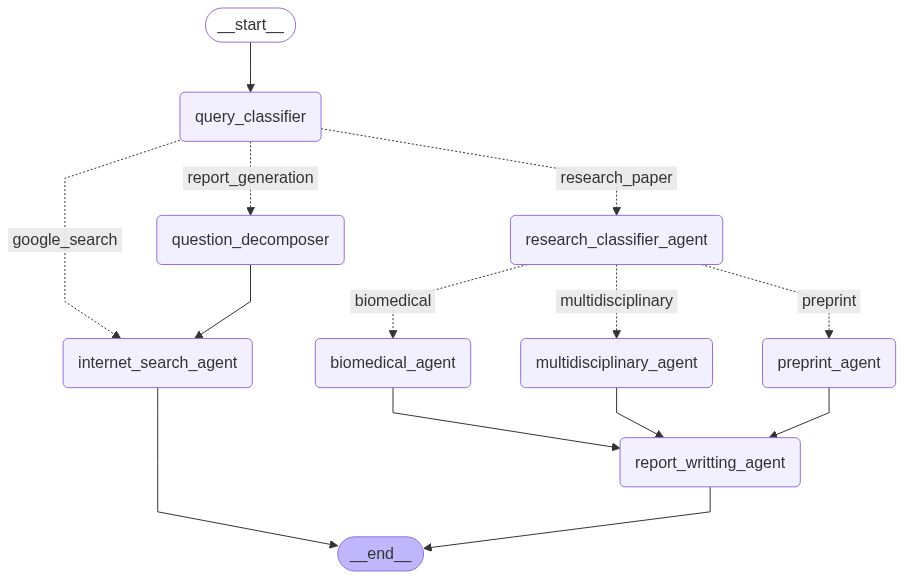 __start__
query_classifier
report_generation
research_paper
google_search
question_decomposer
research_classifier_agent
biomedical
multidisciplinary
preprint
internet_search_agent
biomedical_agent
multidisciplinary_agent
preprint_agent
report_writting_agent
__end__